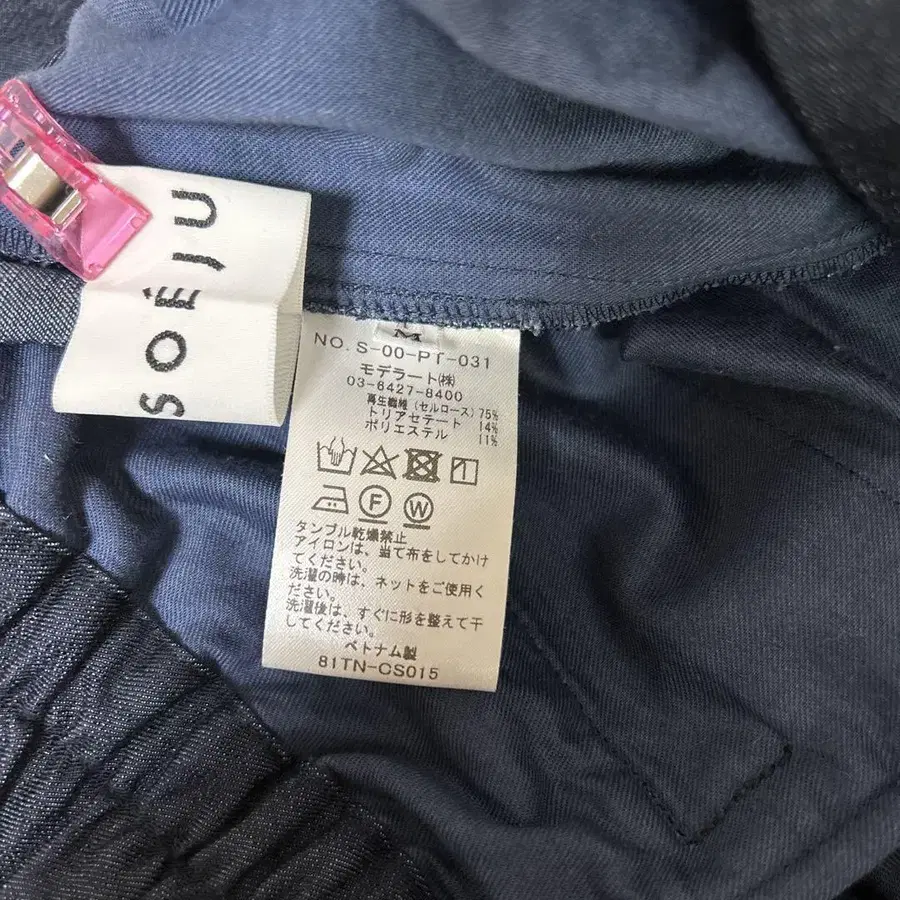 SOÊJU
M
NO. S-00-PT-031
モデラート(株)
03-6427-8400
再生繊維 (セルロース) 75%
トリアセテート 14%
ポリエステル 11%
F W
タンブル乾燥禁止
アイロンは、当て布をしてかけ
てください。
洗濯の時は、ネットをご使用く
ださい。
洗濯後は、すぐに形を整えて干
してください。
ベトナム製
81TN-CS015